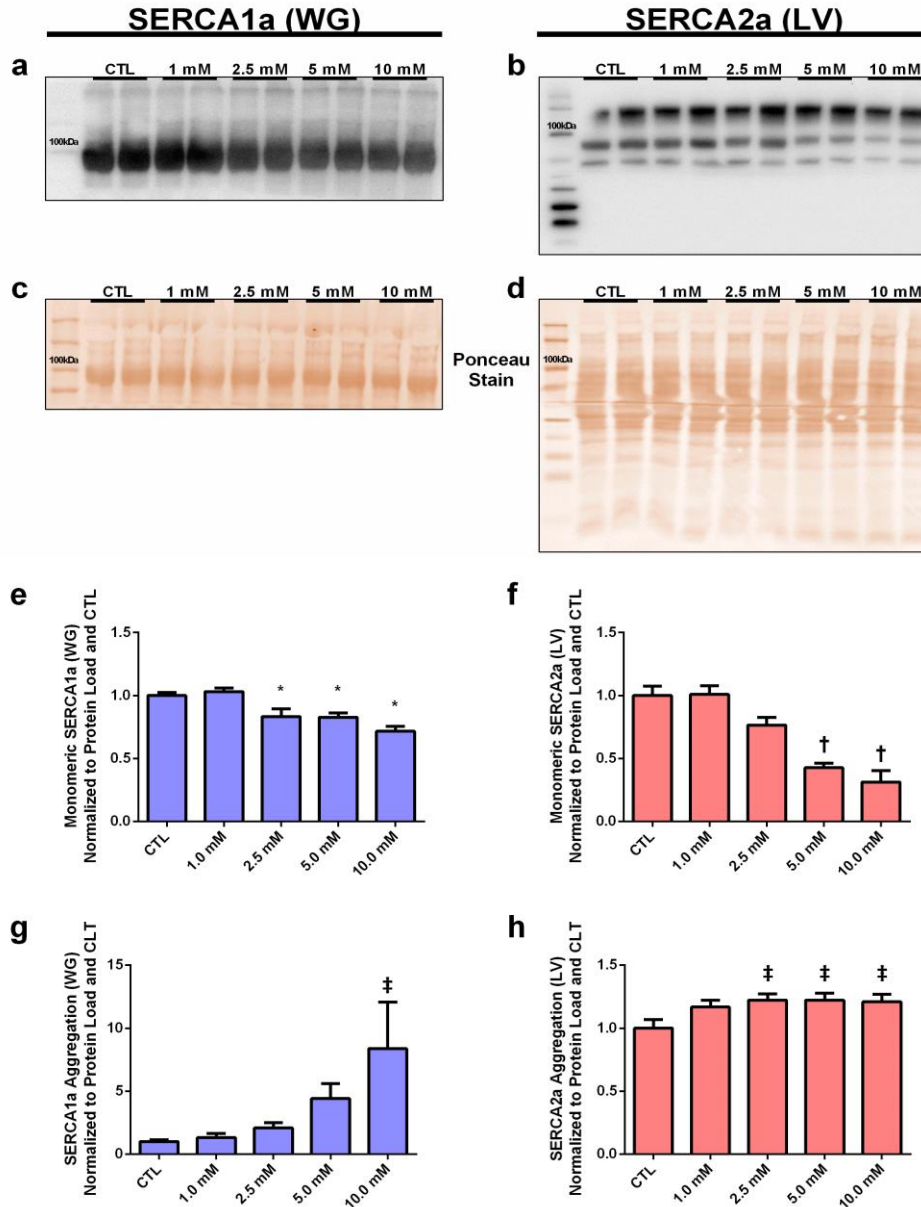 SERCA1a (WG)
SERCA2a (LV)
a
CTL 1 mM 2.5 mM 5 mM 10 mM
100kDa
b
CTL 1 mM 2.5 mM 5 mM 10 mM
100kDa
c
CTL 1 mM 2.5 mM 5 mM 10 mM
100kDa
Ponceau
Stain
d
CTL 1 mM 2.5 mM 5 mM 10 mM
100kDa
e
Monomeric SERCA1a (WG)
Normalized to Protein Load and CTL
1.5
1.0
0.5
0.0
* * *
CTL 1.0 mM 2.5 mM 5.0 mM 10.0 mM
f
Monomeric SERCA2a (LV)
Normalized to Protein Load and CTL
1.5
1.0
0.5
0.0
† †
CTL 1.0 mM 2.5 mM 5.0 mM 10.0 mM
g
SERCA1a Aggregation (WG)
Normalized to Protein Load and CLT
15
10
5
0
‡
CTL 1.0 mM 2.5 mM 5.0 mM 10.0 mM
h
SERCA2a Aggregation (LV)
Normalized to Protein Load and CLT
1.5
1.0
0.5
0.0
‡ ‡ ‡
CTL 1.0 mM 2.5 mM 5.0 mM 10.0 mM